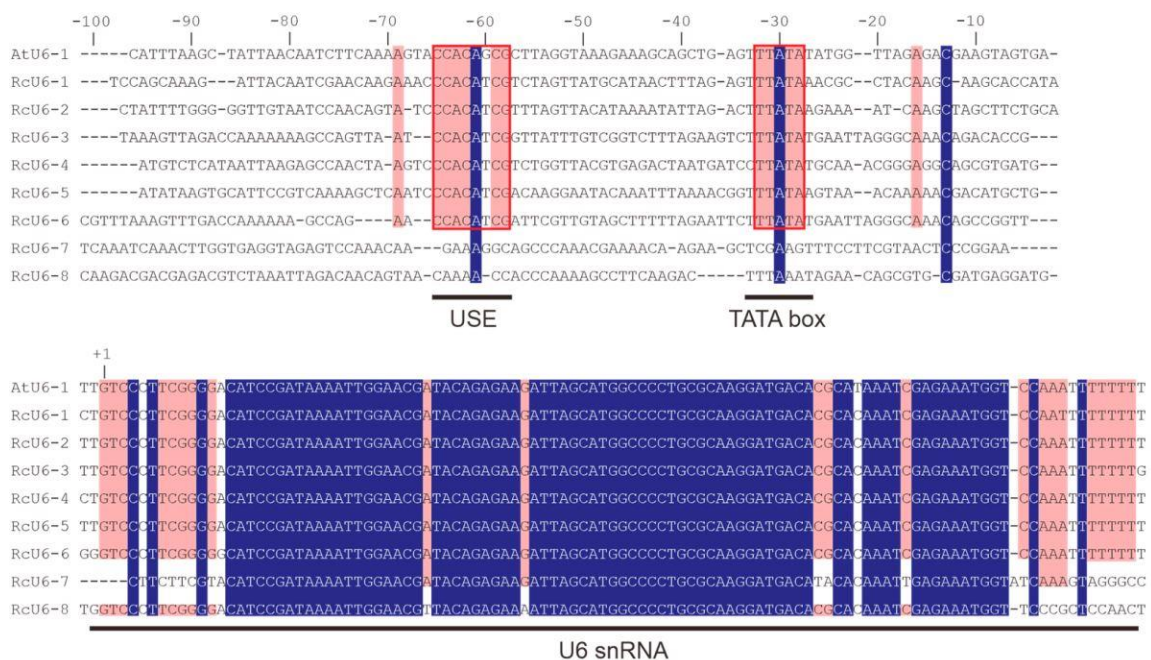 -100 -90 -80 -70 -60 -50 -40 -30 -20 -10
AtU6-1 -----CATTTAAGC-TATTAACAATCTTCAAAAGTACCACAGCGCTTAGGTAAAGAAAGCAGCTG-AGTTTATATATGG--TTAGAGACGAAGTAGTGA-
RcU6-1 ---TCCAGCAAAG---ATTACAATCGAACAAGAAACCCACATCGTCTAGTTATGCATAACTTTAG-AGTTTATAAACGC--CTACAAGC-AAGCACCATA
RcU6-2 ----CTATTTTGGG-GGTTGTAATCCAACAGTA-TCCCACATCGTTTAGTTACATAAAATATTAG-ACTTTATAAGAAA--AT-CAAGCTAGCTTCTGCA
RcU6-3 ----TAAAGTTAGACCAAAAAAAGCCAGTTA-AT-CCACATCGGTTATTTGTCGGTCTTTAGAAGTCTTTATATGAATTAGGGCAAACAGACACCG---
RcU6-4 ------ATGTCTCATAATTAAGAGCCAACTA-AGTCCCACATCGTCTGGTTACGTGAGACTAATGATCCTTATATGCAA--ACGGGAGGCAGCGTGATG-
RcU6-5 ------ATATAAGTGCATTCCGTCAAAAGCTCAATCCCACATCGACAAGGAATACAAATTTAAAACGGTTTATAAGTAA--ACAAAAACGACATGCTG--
RcU6-6 CGTTTAAAGTTTGACCAAAAAA-GCCAG----AA--CCACATCGATTCGTTGTAGCTTTTTAGAATTCTTTATATGAATTAGGGCAAACAGCCGGTT---
RcU6-7 TCAAATCAAACTTGGTGAGGTAGAGTCCAAACAA---GAAAGGCAGCCCAAACGAAAACA-AGAA-GCTCGAAGTTTCCTTCGTAACTCCCGGAA-----
RcU6-8 CAAGACGACGAGACGTCTAAATTAGACAACAGTAA-CAAAA-CCACCCAAAAGCCTTCAAGAC-----TTTAAATAGAA-CAGCGTG-CGATGAGGATG-
USE TATA box
+1
AtU6-1 TTGTCCCTTCGGGGACATCCGATAAAATTGGAACGATACAGAGAAGATTAGCATGGCCCCTGCGCAAGGATGACACGCATAAATCGAGAAATGGT-CCAAATTTTTTTT
RcU6-1 CTGTCCCTTCGGGGACATCCGATAAAATTGGAACGATACAGAGAAGATTAGCATGGCCCCTGCGCAAGGATGACACGCACAAATCGAGAAATGGT-CCAATTTTTTTTT
RcU6-2 TTGTCCCTTCGGGGACATCCGATAAAATTGGAACGATACAGAGAAGATTAGCATGGCCCCTGCGCAAGGATGACACGCACAAATCGAGAAATGGT-CCAAATTTTTTTT
RcU6-3 TTGTCCCTTCGGGGACATCCGATAAAATTGGAACGATACAGAGAAGATTAGCATGGCCCCTGCGCAAGGATGACACGCACAAATCGAGAAATGGT-CCAAATTTTTTTG
RcU6-4 CTGTCCCTTCGGGGACATCCGATAAAATTGGAACGATACAGAGAAGATTAGCATGGCCCCTGCGCAAGGATGACACGCACAAATCGAGAAATGGT-CCAAATTTTTTTT
RcU6-5 TTGTCCCTTCGGGGACATCCGATAAAATTGGAACGATACAGAGAAGATTAGCATGGCCCCTGCGCAAGGATGACACGCACAAATCGAGAAATGGT-CCAAATTTTTTTT
RcU6-6 GGGTCCCTTCGGGGGCATCCGATAAAATTGGAACGATACAGAGAAGATTAGCATGGCCCCTGCGCAAGGATGACACGCACAAATCGAGAAATGGT-CCAAATTTTTTTT
RcU6-7 -----CTTCTTCGTACATCCGATAAAATTGGAACGATACAGAGAAGATTAGCATGGCCCCTGCGCAAGGATGACATACACAAATTGAGAAATGGTATCAAAGTAGGGCC
RcU6-8 TGGTCCCTTCGGGGACATCCGATAAAATTGGAACGTTACAGAGAAAATTAGCATGGCCCCTGCGCAAGGATGACACGCACAAATCGAGAAATGGT-TCCCGCTCCAACT
U6 snRNA